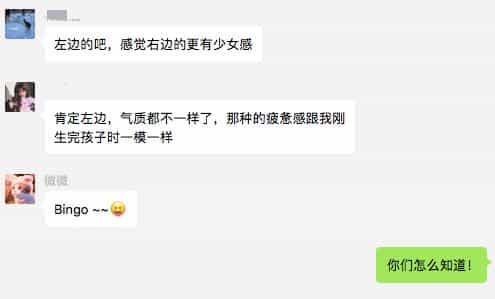 左边的吧，感觉右边的更有少女感
肯定左边，气质都不一样了，那种的疲惫感跟我刚
生完孩子时一模一样
微微
Bingo ~~😝
你们怎么知道！